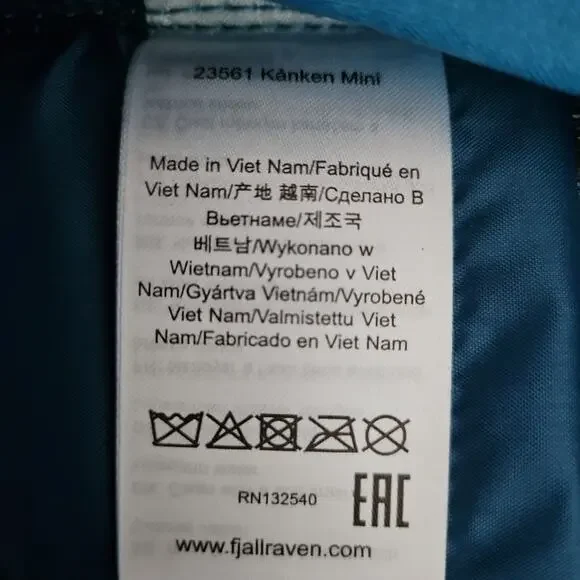 23561 Kånken Mini
Made in Viet Nam/Fabriqué en
Viet Nam/产地 越南/Сделано В
Вьетнаме/제조국
베트남/Wykonano w
Wietnam/Vyrobeno v Viet
Nam/Gyártva Vietnám/Vyrobené
Viet Nam/Valmistettu Viet
Nam/Fabricado en Viet Nam
RN132540
EAC
www.fjallraven.com